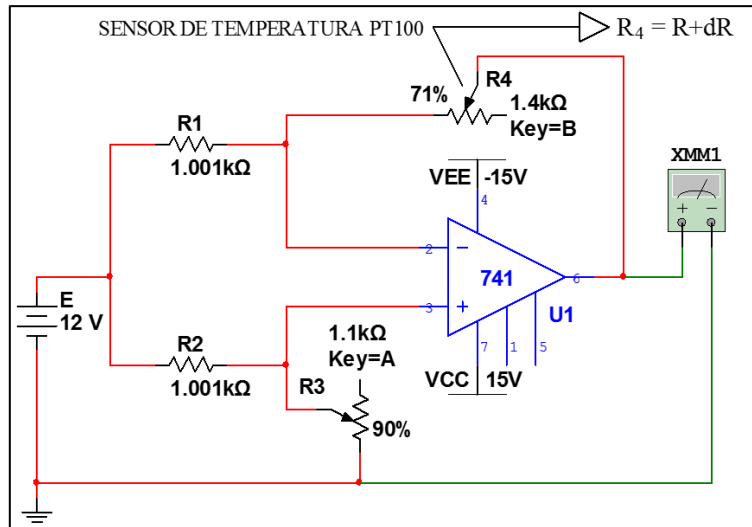 SENSOR DE TEMPERATURA PT100
R₄ = R+dR
R4
71%
1.4kΩ
Key=B
R1
1.001kΩ
VEE -15V
4
XMM1
+ −
2 −
741
6
3 +
U1
E
12 V
R2
1.001kΩ
1.1kΩ
Key=A
7 1 5
R3
VCC 15V
90%